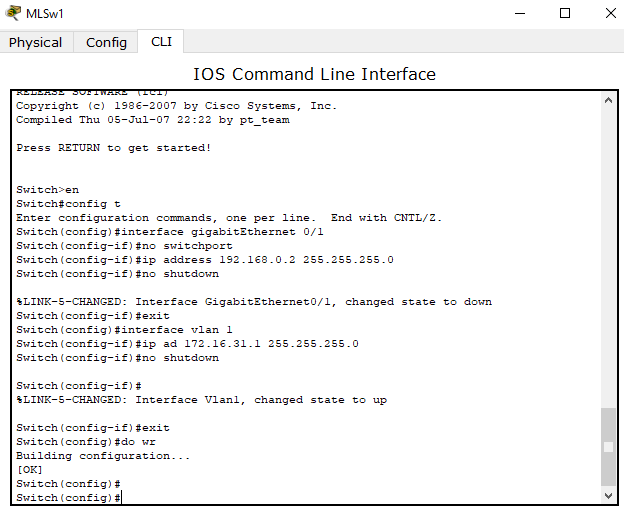 MLSw1
Physical Config CLI
IOS Command Line Interface
RELEASE SOFTWARE (fc1)
Copyright (c) 1986-2007 by Cisco Systems, Inc.
Compiled Thu 05-Jul-07 22:22 by pt_team
Press RETURN to get started!
Switch>en
Switch#config t
Enter configuration commands, one per line.  End with CNTL/Z.
Switch(config)#interface gigabitEthernet 0/1
Switch(config-if)#no switchport
Switch(config-if)#ip address 192.168.0.2 255.255.255.0
Switch(config-if)#no shutdown
%LINK-5-CHANGED: Interface GigabitEthernet0/1, changed state to down
Switch(config-if)#exit
Switch(config)#interface vlan 1
Switch(config-if)#ip ad 172.16.31.1 255.255.255.0
Switch(config-if)#no shutdown
Switch(config-if)#
%LINK-5-CHANGED: Interface Vlan1, changed state to up
Switch(config-if)#exit
Switch(config)#do wr
Building configuration...
[OK]
Switch(config)#
Switch(config)#